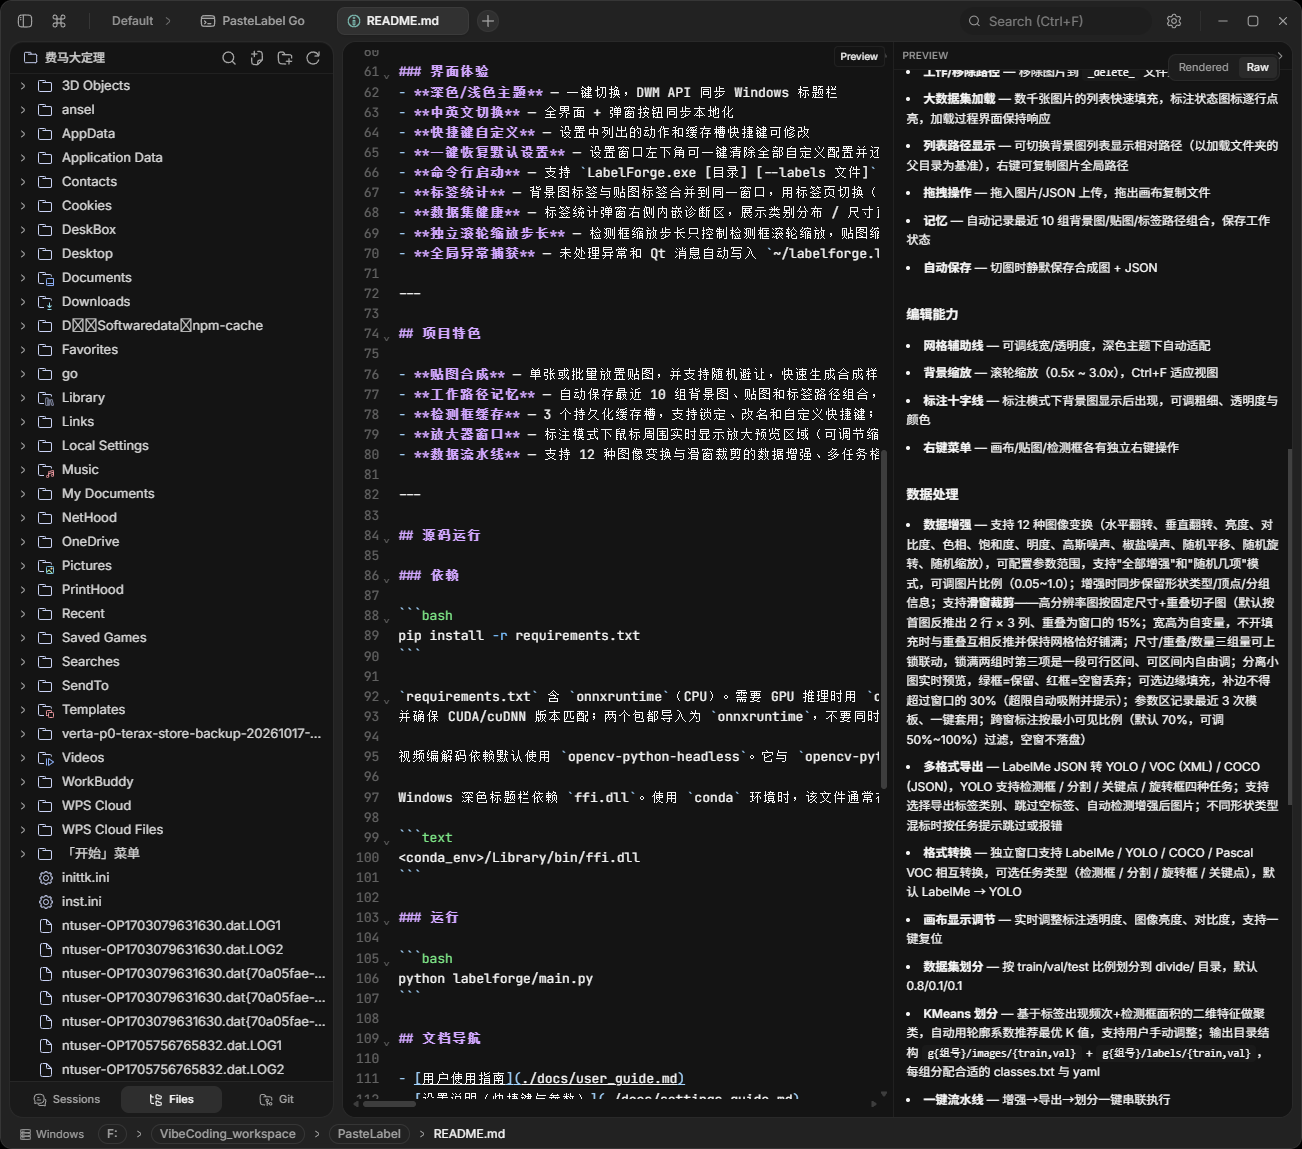 Default
PasteLabel Go
README.md
Search (Ctrl+F)
费马大定理
3D Objects
ansel
AppData
Application Data
Contacts
Cookies
DeskBox
Desktop
Documents
Downloads
Favorites
go
Library
Links
Local Settings
Music
My Documents
NetHood
OneDrive
Pictures
PrintHood
Recent
Saved Games
Searches
SendTo
Templates
verta-p0-terax-store-backup-20261017-...
Videos
WorkBuddy
WPS Cloud
WPS Cloud Files
「开始」菜单
inittk.ini
inst.ini
ntuser-OP1703079631630.dat.LOG1
ntuser-OP1703079631630.dat.LOG2
ntuser-OP1703079631630.dat{70a05fae-...
ntuser-OP1703079631630.dat{70a05fae-...
ntuser-OP1703079631630.dat{70a05fae-...
ntuser-OP1705756765832.dat.LOG1
ntuser-OP1705756765832.dat.LOG2
Sessions
Files
Git
Preview
60
61 ### 界面体验
62 - **深色/浅色主题** — 一键切换，DWM API 同步 Windows 标题栏
63 - **中英文切换** — 全界面 + 弹窗按钮同步本地化
64 - **快捷键自定义** — 设置中列出的动作和缓存槽快捷键可修改
65 - **一键恢复默认设置** — 设置窗口左下角可一键清除全部自定义配置并还
66 - **命令行启动** — 支持 `LabelForge.exe [目录] [--labels 文件]`
67 - **标签统计** — 背景图标签与贴图标签合并到同一窗口，用标签页切换（
68 - **数据集健康** — 标签统计弹窗右侧内嵌诊断区，展示类别分布 / 尺寸
69 - **独立滚轮缩放步长** — 检测框缩放步长只控制检测框滚轮缩放，贴图缩
70 - **全局异常捕获** — 未处理异常和 Qt 消息自动写入 `~/labelforge.l
71
72 ---
73
74 ## 项目特色
75
76 - **贴图合成** — 单张或批量放置贴图，并支持随机避让，快速生成合成样
77 - **工作路径记忆** — 自动保存最近 10 组背景图、贴图和标签路径组合，
78 - **检测框缓存** — 3 个持久化缓存槽，支持锁定、改名和自定义快捷键；
79 - **放大器窗口** — 标注模式下鼠标周围实时显示放大预览区域（可调节缩
80 - **数据流水线** — 支持 12 种图像变换与滑窗裁剪的数据增强、多任务格
81
82 ---
83
84 ## 源码运行
85
86 ### 依赖
87
88 ```bash
89 pip install -r requirements.txt
90 ```
91
92 `requirements.txt` 含 `onnxruntime`（CPU）。需要 GPU 推理时用 `o
93 并确保 CUDA/cuDNN 版本匹配；两个包都导入为 `onnxruntime`，不要同时
94
95 视频编解码依赖默认使用 `opencv-python-headless`。它与 `opencv-pyt
96
97 Windows 深色标题栏依赖 `ffi.dll`。使用 `conda` 环境时，该文件通常在
98
99 ```text
100 <conda_env>/Library/bin/ffi.dll
101 ```
102
103 ### 运行
104
105 ```bash
106 python labelforge/main.py
107 ```
108
109 ## 文档导航
110
111 - [用户使用指南](./docs/user_guide.md)
112 - [设置说明（快捷键与参数）](./docs/settings_guide.md)
PREVIEW
Rendered
Raw
• 工作/移除路径 — 移除图片到 _delete_ 文件
• 大数据集加载 — 数千张图片的列表快速填充，标注状态图标逐行点
亮，加载过程界面保持响应
• 列表路径显示 — 可切换背景图列表显示相对路径（以加载文件夹的
父目录为基准），右键可复制图片全局路径
• 拖拽操作 — 拖入图片/JSON 上传，拖出画布复制文件
• 记忆 — 自动记录最近 10 组背景图/贴图/标签路径组合，保存工作
状态
• 自动保存 — 切图时静默保存合成图 + JSON
编辑能力
• 网格辅助线 — 可调线宽/透明度，深色主题下自动适配
• 背景缩放 — 滚轮缩放（0.5x ~ 3.0x），Ctrl+F 适应视图
• 标注十字线 — 标注模式下背景图显示后出现，可调粗细、透明度与
颜色
• 右键菜单 — 画布/贴图/检测框各有独立右键操作
数据处理
• 数据增强 — 支持 12 种图像变换（水平翻转、垂直翻转、亮度、对
比度、色相、饱和度、明度、高斯噪声、椒盐噪声、随机平移、随机旋
转、随机缩放），可配置参数范围，支持"全部增强"和"随机几项"模
式，可调图片比例（0.05~1.0）；增强时同步保留形状类型/顶点/分组
信息；支持滑窗裁剪——高分辨率图按固定尺寸+重叠切子图（默认按
首图反推出 2 行 × 3 列、重叠为窗口的 15%；宽高为自变量，不开填
充时与重叠互相反推并保持网格恰好铺满；尺寸/重叠/数量三组量可上
锁联动，锁满两组时第三项是一段可行区间、可区间内自由调；分离小
图实时预览，绿框=保留、红框=空窗丢弃；可选边缘填充，补边不得
超过窗口的 30%（超限自动吸附并提示）；参数区记录最近 3 次模
板、一键套用；跨窗标注按最小可见比例（默认 70%，可调
50%~100%）过滤，空窗不落盘）
• 多格式导出 — LabelMe JSON 转 YOLO / VOC (XML) / COCO
(JSON)，YOLO 支持检测框 / 分割 / 关键点 / 旋转框四种任务；支持
选择导出标签类别、跳过空标签、自动检测增强后图片；不同形状类型
混标时按任务提示跳过或报错
• 格式转换 — 独立窗口支持 LabelMe / YOLO / COCO / Pascal
VOC 相互转换，可选任务类型（检测框 / 分割 / 旋转框 / 关键点），默
认 LabelMe → YOLO
• 画布显示调节 — 实时调整标注透明度、图像亮度、对比度，支持一
键复位
• 数据集划分 — 按 train/val/test 比例划分到 divide/ 目录，默认
0.8/0.1/0.1
• KMeans 划分 — 基于标签出现频次+检测框面积的二维特征做聚
类，自动用轮廓系数推荐最优 K 值，支持用户手动调整；输出目录结
构 g{组号}/images/{train,val} + g{组号}/labels/{train,val} ，
每组分配合适的 classes.txt 与 yaml
• 一键流水线 — 增强→导出→划分一键串联执行
Windows
F:
VibeCoding_workspace
PasteLabel
README.md